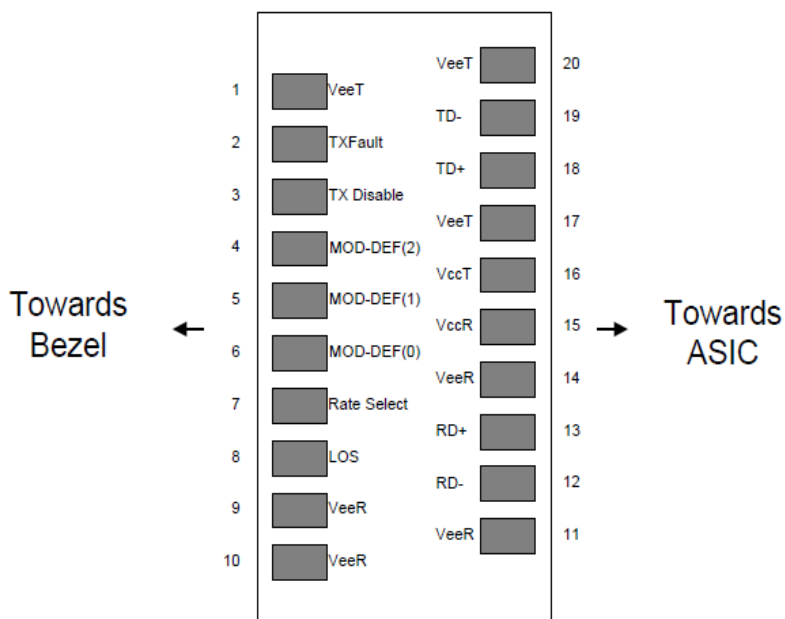 VeeT 20
1 VeeT
TD- 19
2 TXFault
TD+ 18
3 TX Disable
VeeT 17
4 MOD-DEF(2)
VccT 16
5 MOD-DEF(1)
Towards
Bezel
VccR 15
Towards
ASIC
6 MOD-DEF(0)
VeeR 14
7 Rate Select
RD+ 13
8 LOS
RD- 12
9 VeeR
VeeR 11
10 VeeR